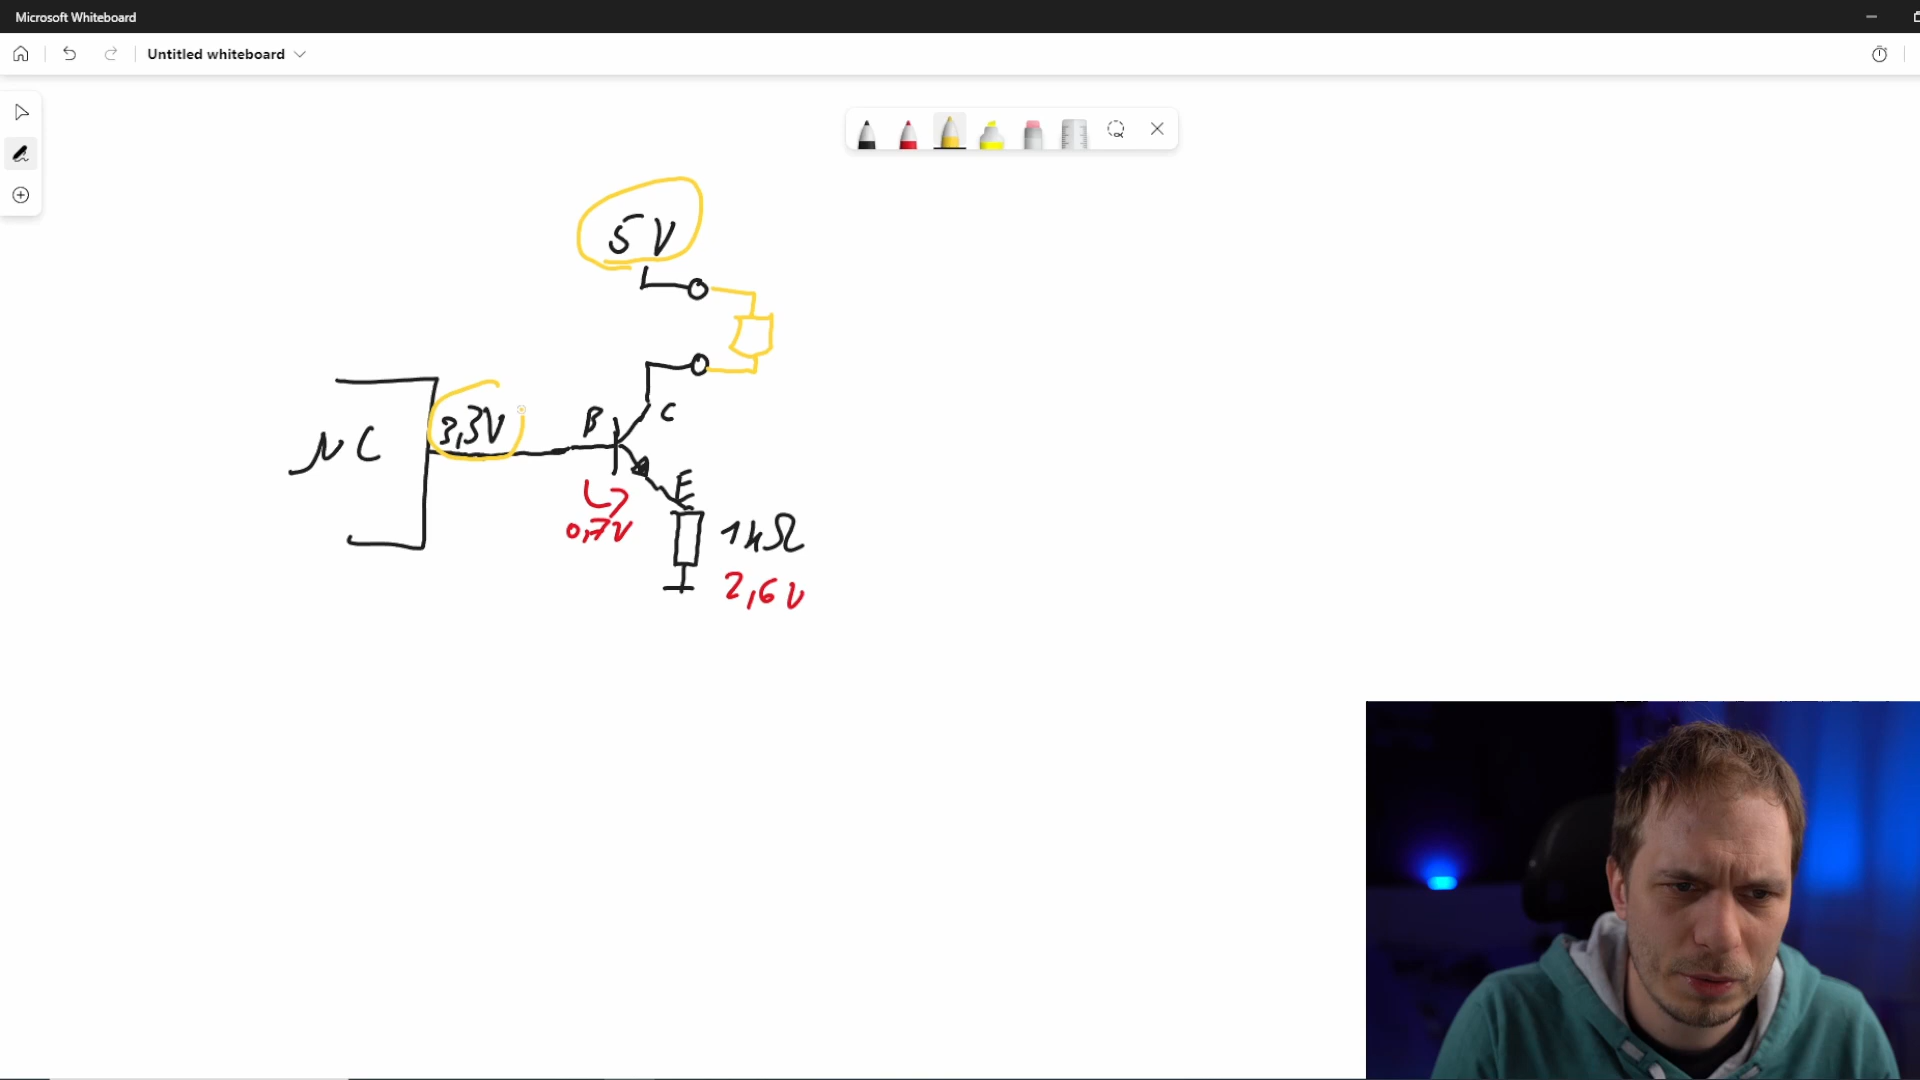 Microsoft Whiteboard
Untitled whiteboard
5V
3,3V
B
C
μC
E
0,7V
1kΩ
2,6V